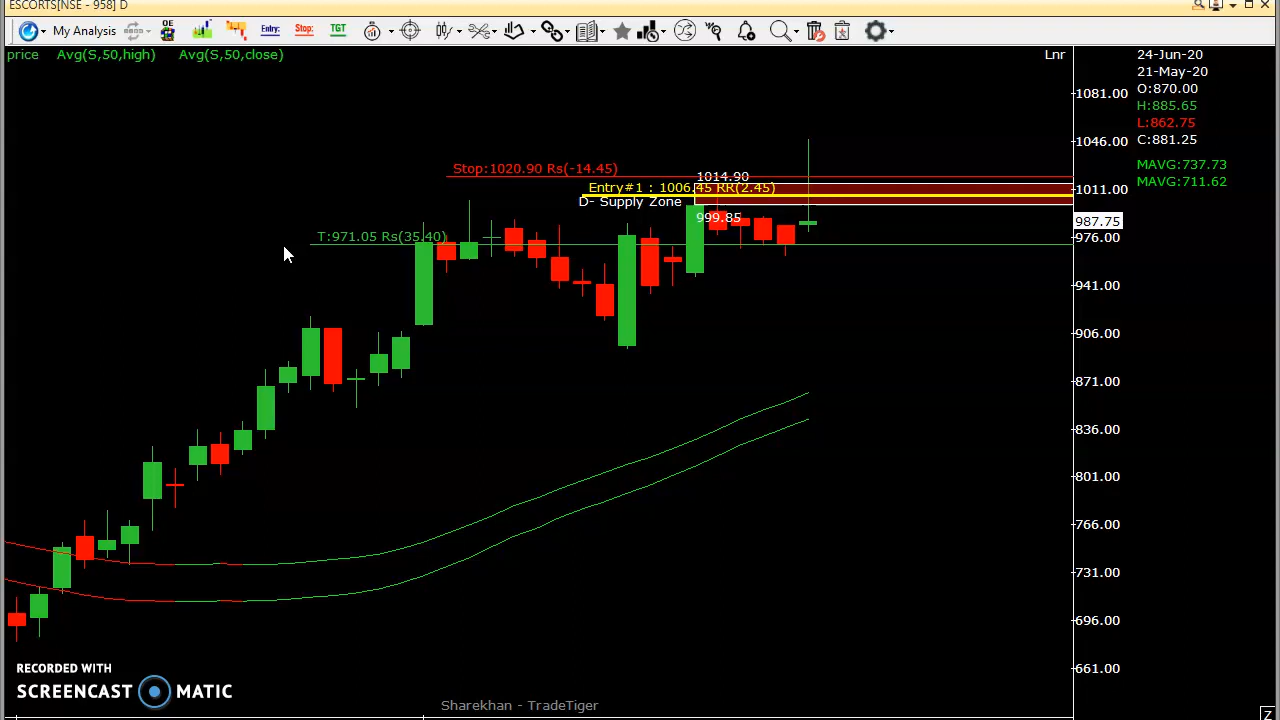 ESCORTS[NSE - 958] D
My Analysis
OE
Entry:
Stop:
TGT
price Avg(S,50,high) Avg(S,50,close)
Lnr
24-Jun-20
21-May-20
O:870.00
H:885.65
L:862.75
C:881.25
MAVG:737.73
MAVG:711.62
1081.00
1046.00
1011.00
987.75
976.00
941.00
906.00
871.00
836.00
801.00
766.00
731.00
696.00
661.00
Stop:1020.90 Rs(-14.45)
1014.90
Entry#1 : 1006.45 RR(2.45)
D- Supply Zone
999.85
T:971.05 Rs(35.40)
RECORDED WITH
SCREENCAST MATIC
Sharekhan - TradeTiger
Z